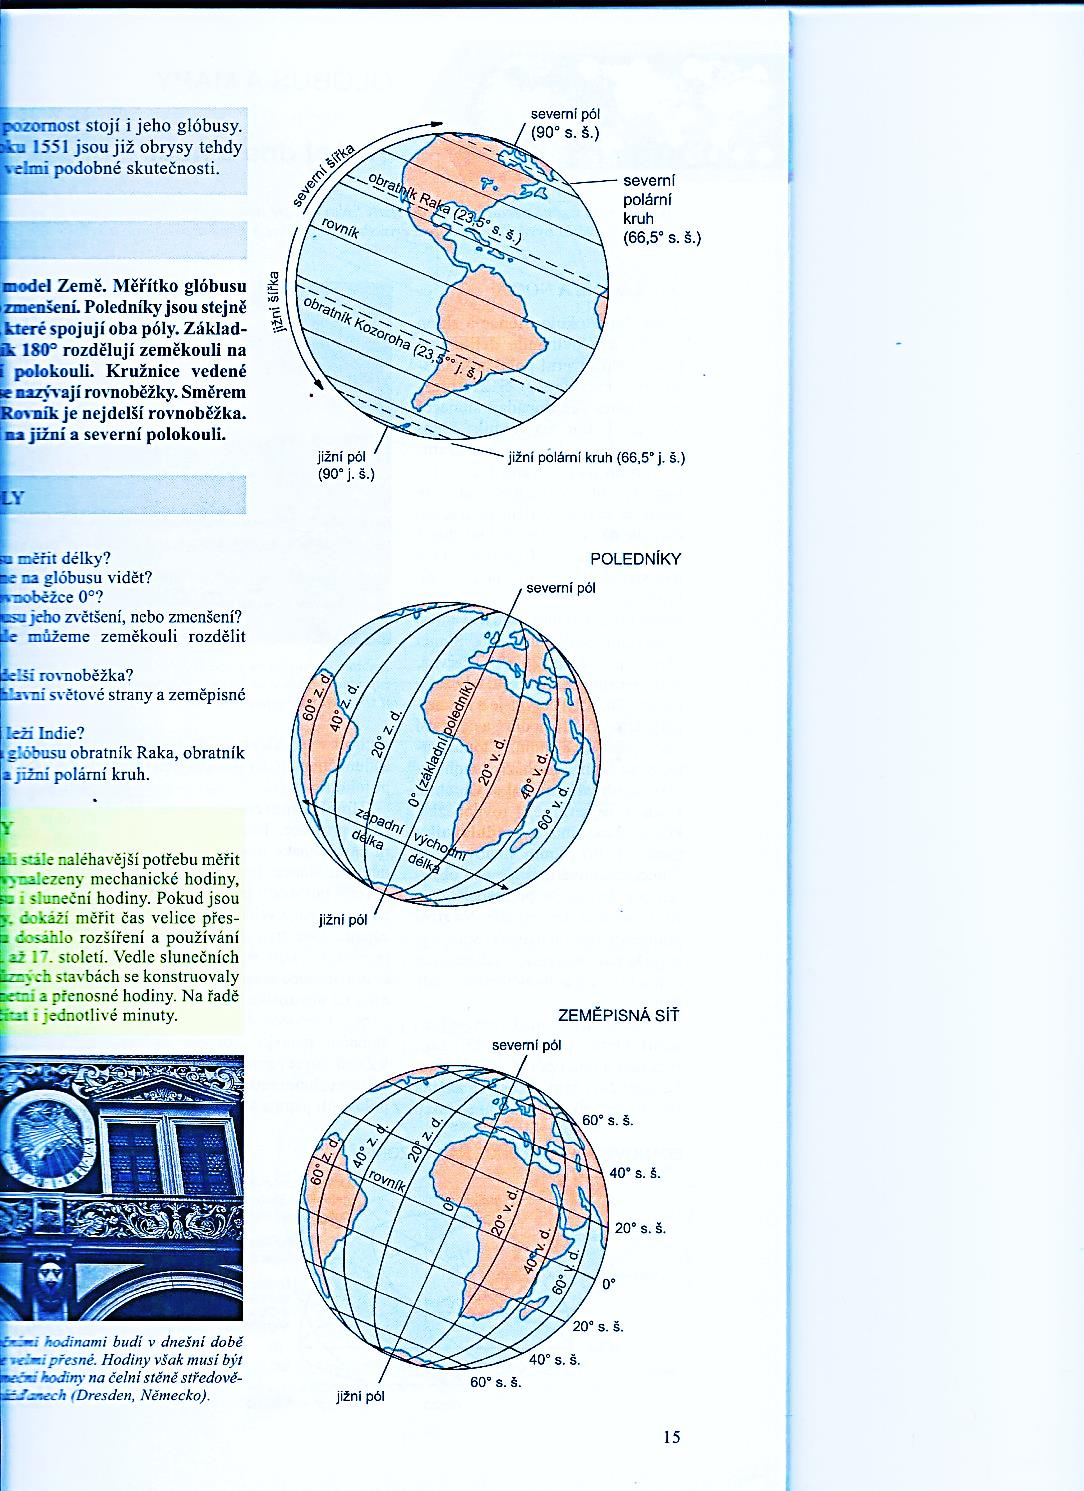 pozornost stojí i jeho glóbusy.
1551 jsou již obrysy tehdy
velmi podobné skutečnosti.
model Země. Měřítko glóbusu
zmenšení. Poledníky jsou stejně
které spojují oba póly. Základ-
180° rozdělují zeměkouli na
polokouli. Kružnice vedené
se nazývají rovnoběžky. Směrem
Rovník je nejdelší rovnoběžka.
na jižní a severní polokouli.
LY
měřit délky?
na glóbusu vidět?
0°?
jeho zvětšení, nebo zmenšení?
můžeme zeměkouli rozdělit
rovnoběžka?
hlavní světové strany a zeměpisné
leží Indie?
glóbusu obratník Raka, obratník
a jižní polární kruh.
Y
stále naléhavější potřebu měřit
vynalezeny mechanické hodiny,
i sluneční hodiny. Pokud jsou
dokáží měřit čas velice přes-
dosáhlo rozšíření a používání
až 17. století. Vedle slunečních
stavbách se konstruovaly
a přenosné hodiny. Na řadě
i jednotlivé minuty.
hodinami budí v dnešní době
velmi přesné. Hodiny však musí být
hodiny na čelní stěně středově-
(Dresden, Německo).
severní pól
(90° s. š.)
severní
polární
kruh
(66,5° s. š.)
severní šířka
obratník Raka (23,5° s. š.)
rovník
jižní šířka
obratník Kozoroha (23,5°° j. š.)
jižní pól
(90° j. š.)
jižní polární kruh (66,5° j. š.)
POLEDNÍKY
severní pól
60° z. d.
40° z. d.
20° z. d.
0° (základní poledník)
20° v. d.
40° v. d.
60° v. d.
západní
délka
východní
délka
jižní pól
ZEMĚPISNÁ SÍŤ
severní pól
60° z. d.
40° z. d.
20° z. d.
rovník
0°
20° v. d.
40° v. d.
60° v. d.
60° s. š.
40° s. š.
20° s. š.
0°
20° s. š.
40° s. š.
60° s. š.
jižní pól
15